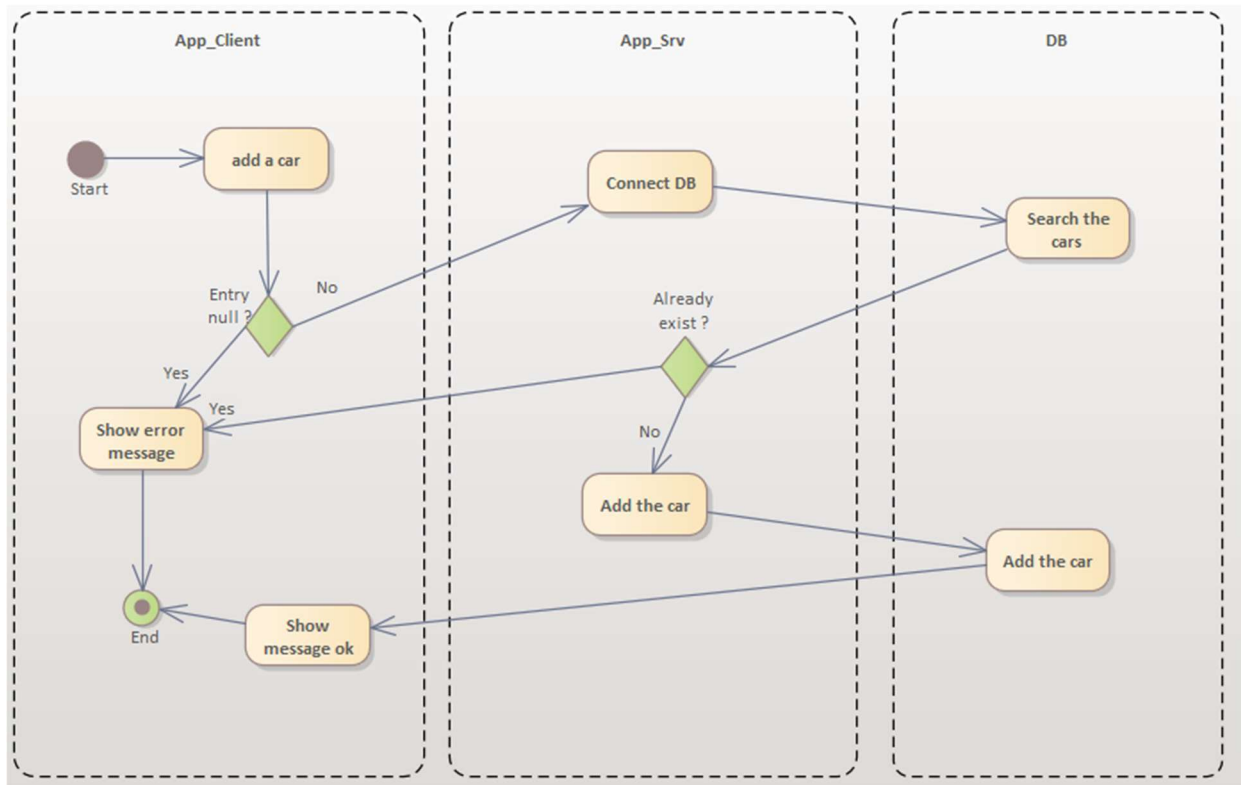 App_Client
App_Srv
DB
add a car
Start
Connect DB
Search the
cars
Entry
null ?
No
Already
exist ?
Yes
Yes
Show error
message
No
Add the car
Add the car
End
Show
message ok